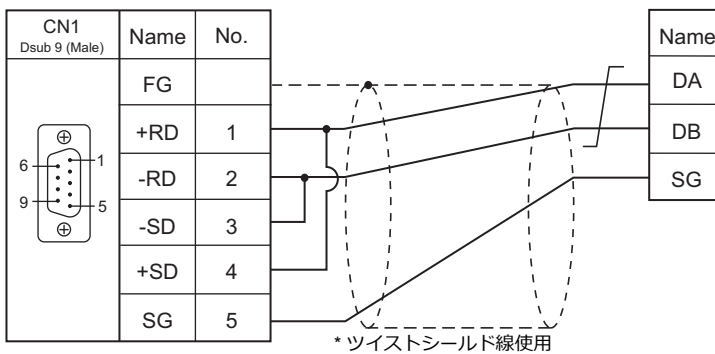 CN1
Dsub 9 (Male)
Name
No.
Name
FG
DA
+RD
1
DB
-RD
2
SG
-SD
3
+SD
4
SG
5
6
1
9
5
* ツイストシールド線使用